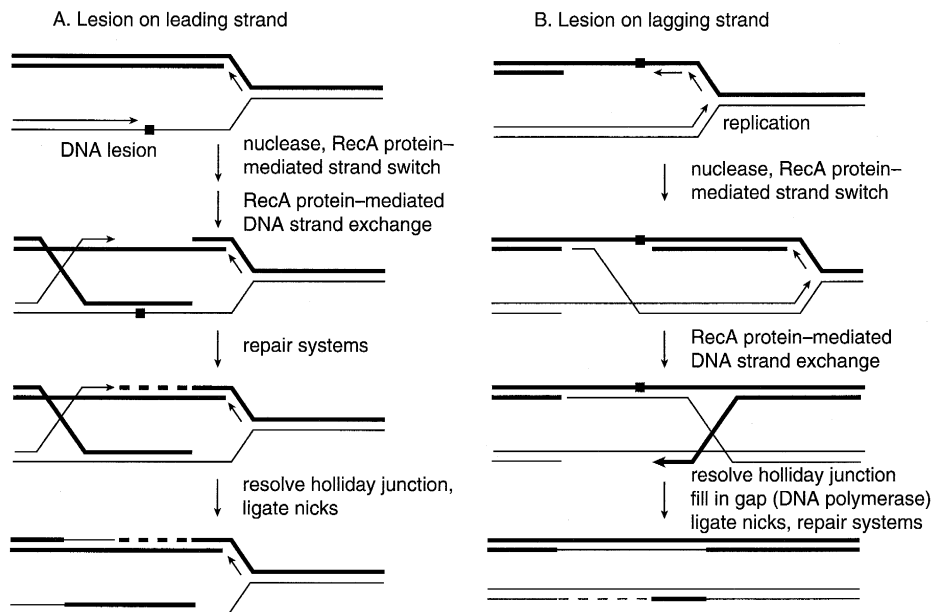 A. Lesion on leading strand
DNA lesion
nuclease, RecA protein–
mediated strand switch
RecA protein–mediated
DNA strand exchange
repair systems
resolve holliday junction,
ligate nicks
B. Lesion on lagging strand
replication
nuclease, RecA protein–
mediated strand switch
RecA protein–mediated
DNA strand exchange
resolve holliday junction
fill in gap (DNA polymerase)
ligate nicks, repair systems